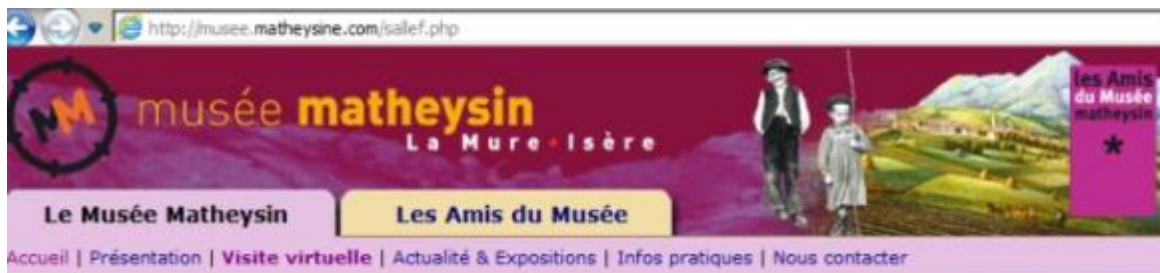 http://musee.matheysine.com/sallef.php
MM
musée matheysin
La Mure Isère
les Amis
du Musée
matheysin
*
Le Musée Matheysin
Les Amis du Musée
Accueil | Présentation | Visite virtuelle | Actualité & Expositions | Infos pratiques | Nous contacter